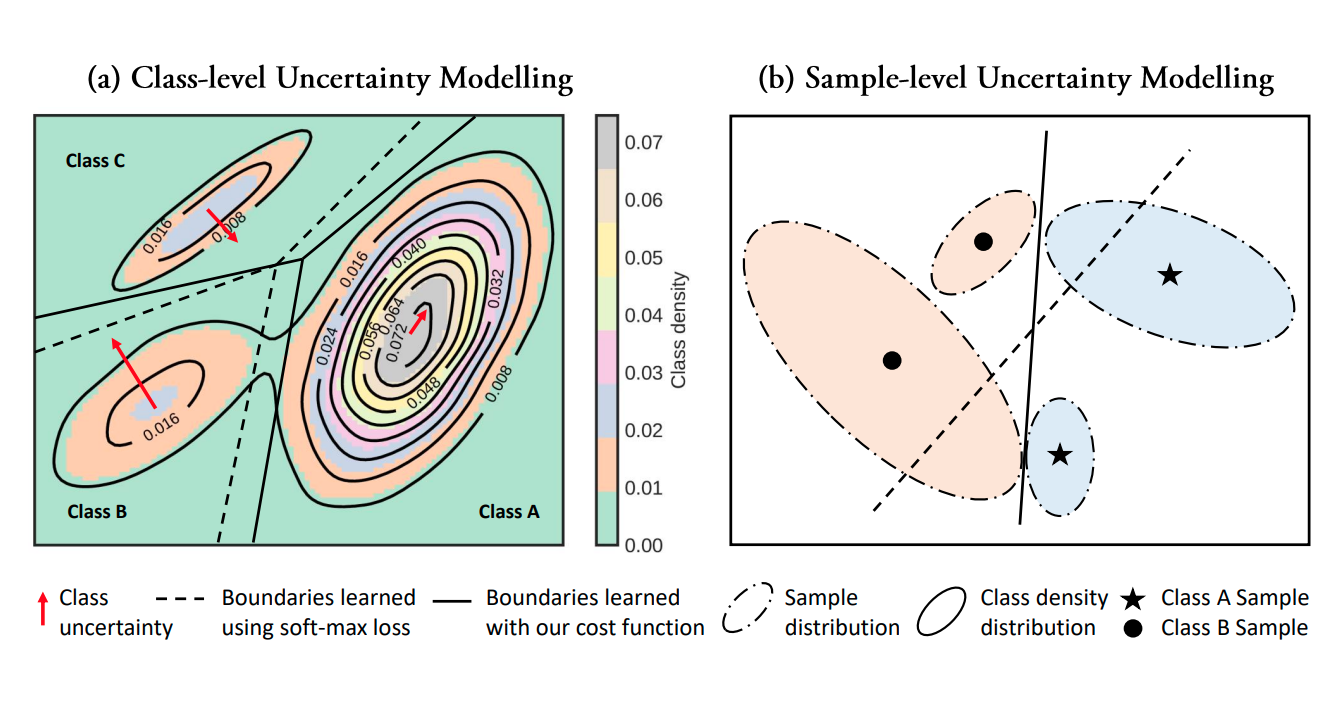 (a) Class-level Uncertainty Modelling
(b) Sample-level Uncertainty Modelling
Class C
0.016
0.008
0.016
0.040
0.032
0.064
0.056
0.072
0.024
0.048
0.008
0.016
Class B
Class A
0.07
0.06
0.05
0.04
0.03
0.02
0.01
0.00
Class density
Class
uncertainty
Boundaries learned
using soft-max loss
Boundaries learned
with our cost function
Sample
distribution
Class density
distribution
Class A Sample
Class B Sample